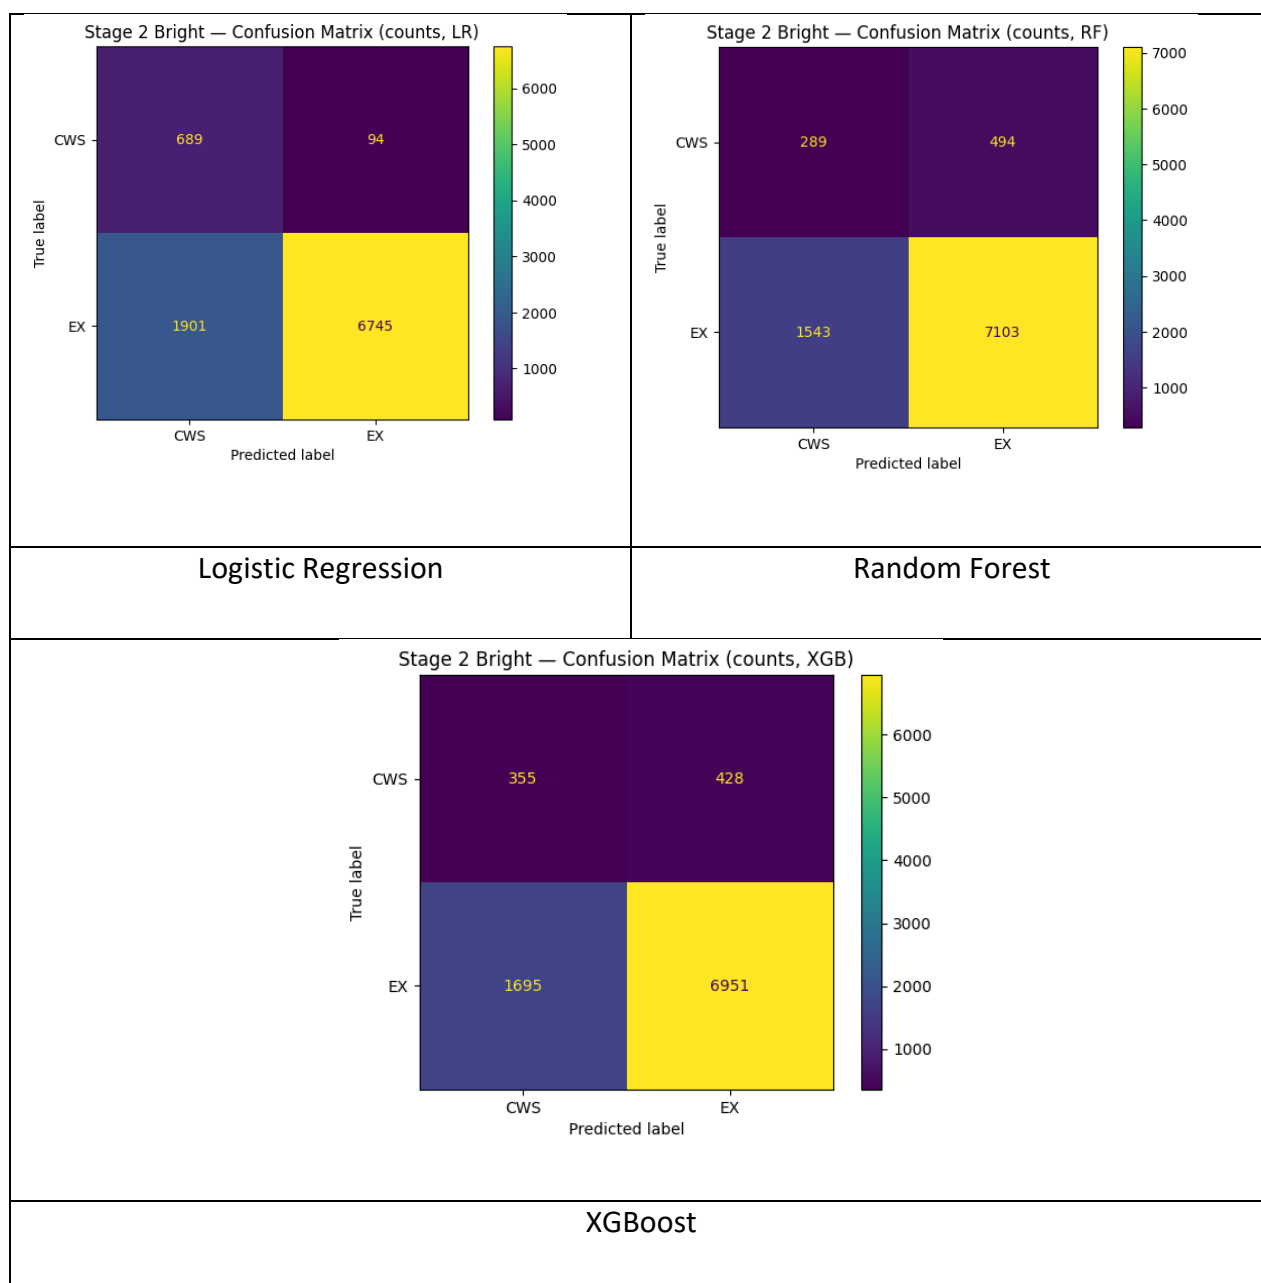 Stage 2 Bright — Confusion Matrix (counts, LR)
True label
CWS
EX
689
94
1901
6745
CWS
EX
Predicted label
6000
5000
4000
3000
2000
1000
Stage 2 Bright — Confusion Matrix (counts, RF)
True label
CWS
EX
289
494
1543
7103
CWS
EX
Predicted label
7000
6000
5000
4000
3000
2000
1000
Logistic Regression
Random Forest
Stage 2 Bright — Confusion Matrix (counts, XGB)
True label
CWS
EX
355
428
1695
6951
CWS
EX
Predicted label
6000
5000
4000
3000
2000
1000
XGBoost